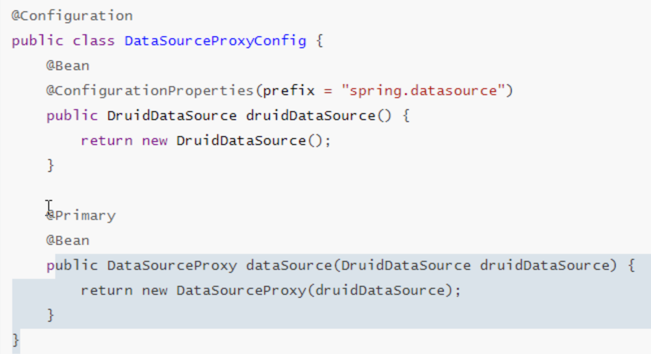 @Configuration
public class DataSourceProxyConfig {
    @Bean
    @ConfigurationProperties(prefix = "spring.datasource")
    public DruidDataSource druidDataSource() {
        return new DruidDataSource();
    }

    @Primary
    @Bean
    public DataSourceProxy dataSource(DruidDataSource druidDataSource) {
        return new DataSourceProxy(druidDataSource);
    }
}